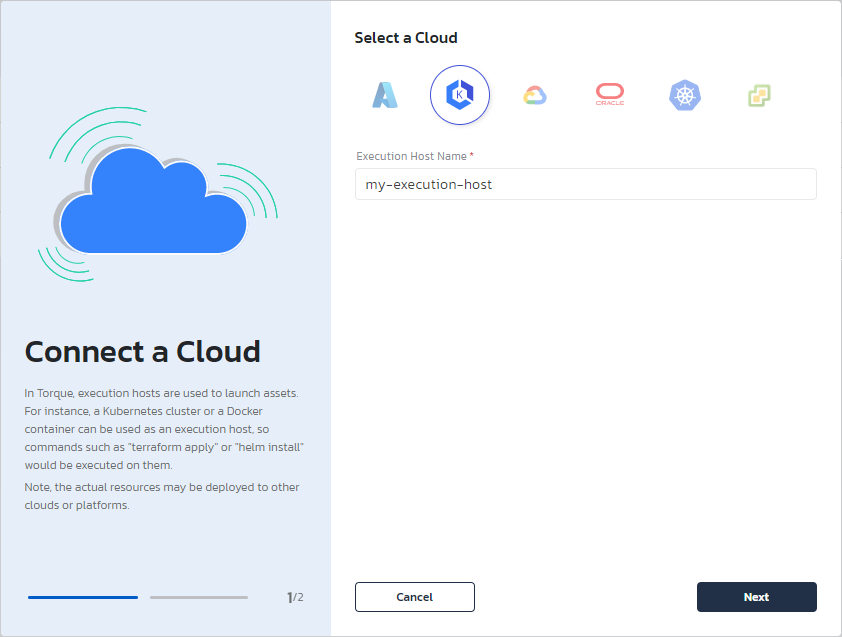 Select a Cloud
K
ORACLE
Execution Host Name *
my-execution-host
Connect a Cloud
In Torque, execution hosts are used to launch assets.
For instance, a Kubernetes cluster or a Docker
container can be used as an execution host, so
commands such as "terraform apply" or "helm install"
would be executed on them.
Note, the actual resources may be deployed to other
clouds or platforms.
1/2
Cancel
Next